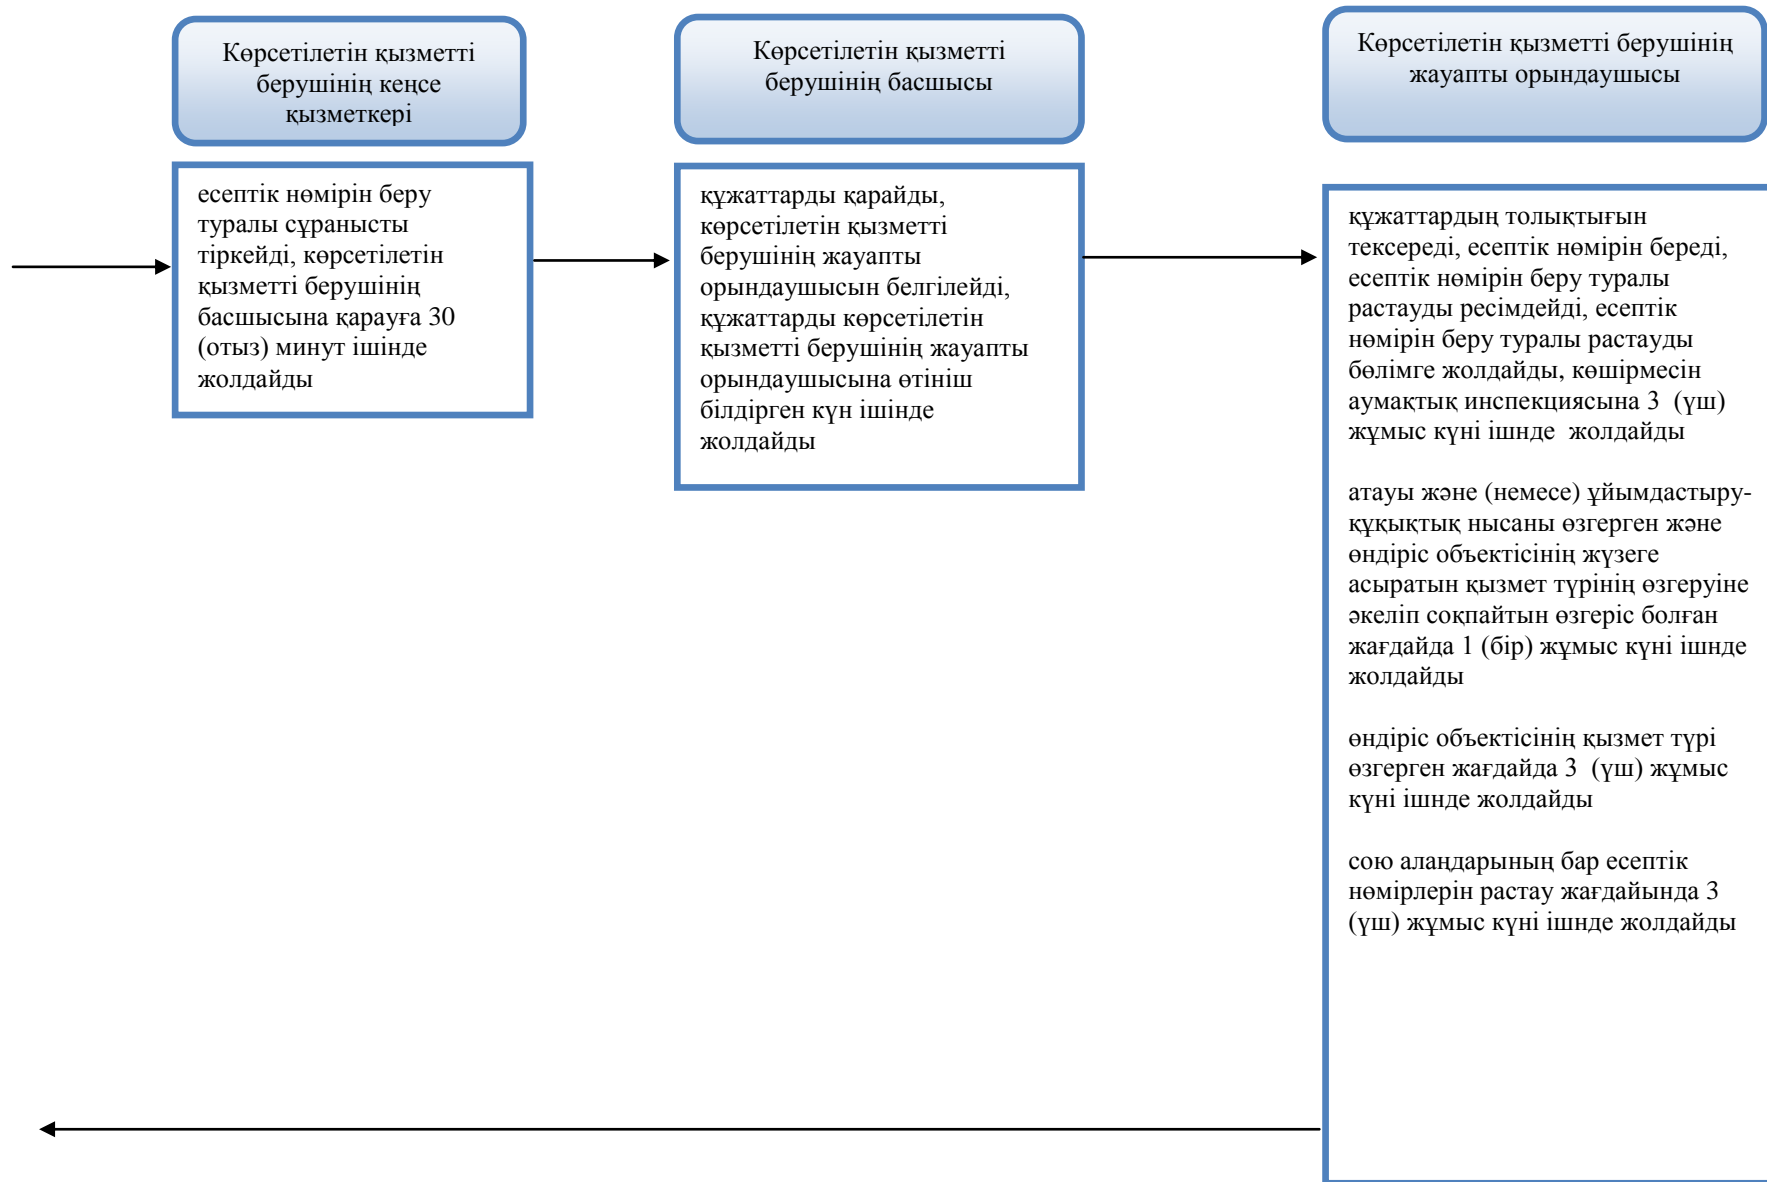 Көрсетілетін қызметті
берушінің кеңсе
қызметкері
Көрсетілетін қызметті
берушінің басшысы
Көрсетілетін қызметті берушінің
жауапты орындаушысы
есептік нөмірін беру
туралы сұранысты
тіркейді, көрсетілетін
қызметті берушінің
басшысына қарауға 30
(отыз) минут ішінде
жолдайды
құжаттарды қарайды,
көрсетілетін қызметті
берушінің жауапты
орындаушысын белгілейді,
құжаттарды көрсетілетін
қызметті берушінің жауапты
орындаушысына өтініш
білдірген күн ішінде
жолдайды
құжаттардың толықтығын
тексереді, есептік нөмірін береді,
есептік нөмірін беру туралы
растауды ресімдейді, есептік
нөмірін беру туралы растауды
бөлімге жолдайды, көшірмесін
аумақтық инспекциясына 3  (үш)
жұмыс күні ішнде  жолдайды
атауы және (немесе) ұйымдастыру-
құқықтық нысаны өзгерген және
өндіріс объектісінің жүзеге
асыратын қызмет түрінің өзгеруіне
әкеліп соқпайтын өзгеріс болған
жағдайда 1 (бір) жұмыс күні ішнде
жолдайды
өндіріс объектісінің қызмет түрі
өзгерген жағдайда 3  (үш) жұмыс
күні ішнде жолдайды
сою алаңдарының бар есептік
нөмірлерін растау жағдайында 3
(үш) жұмыс күні ішнде жолдайды